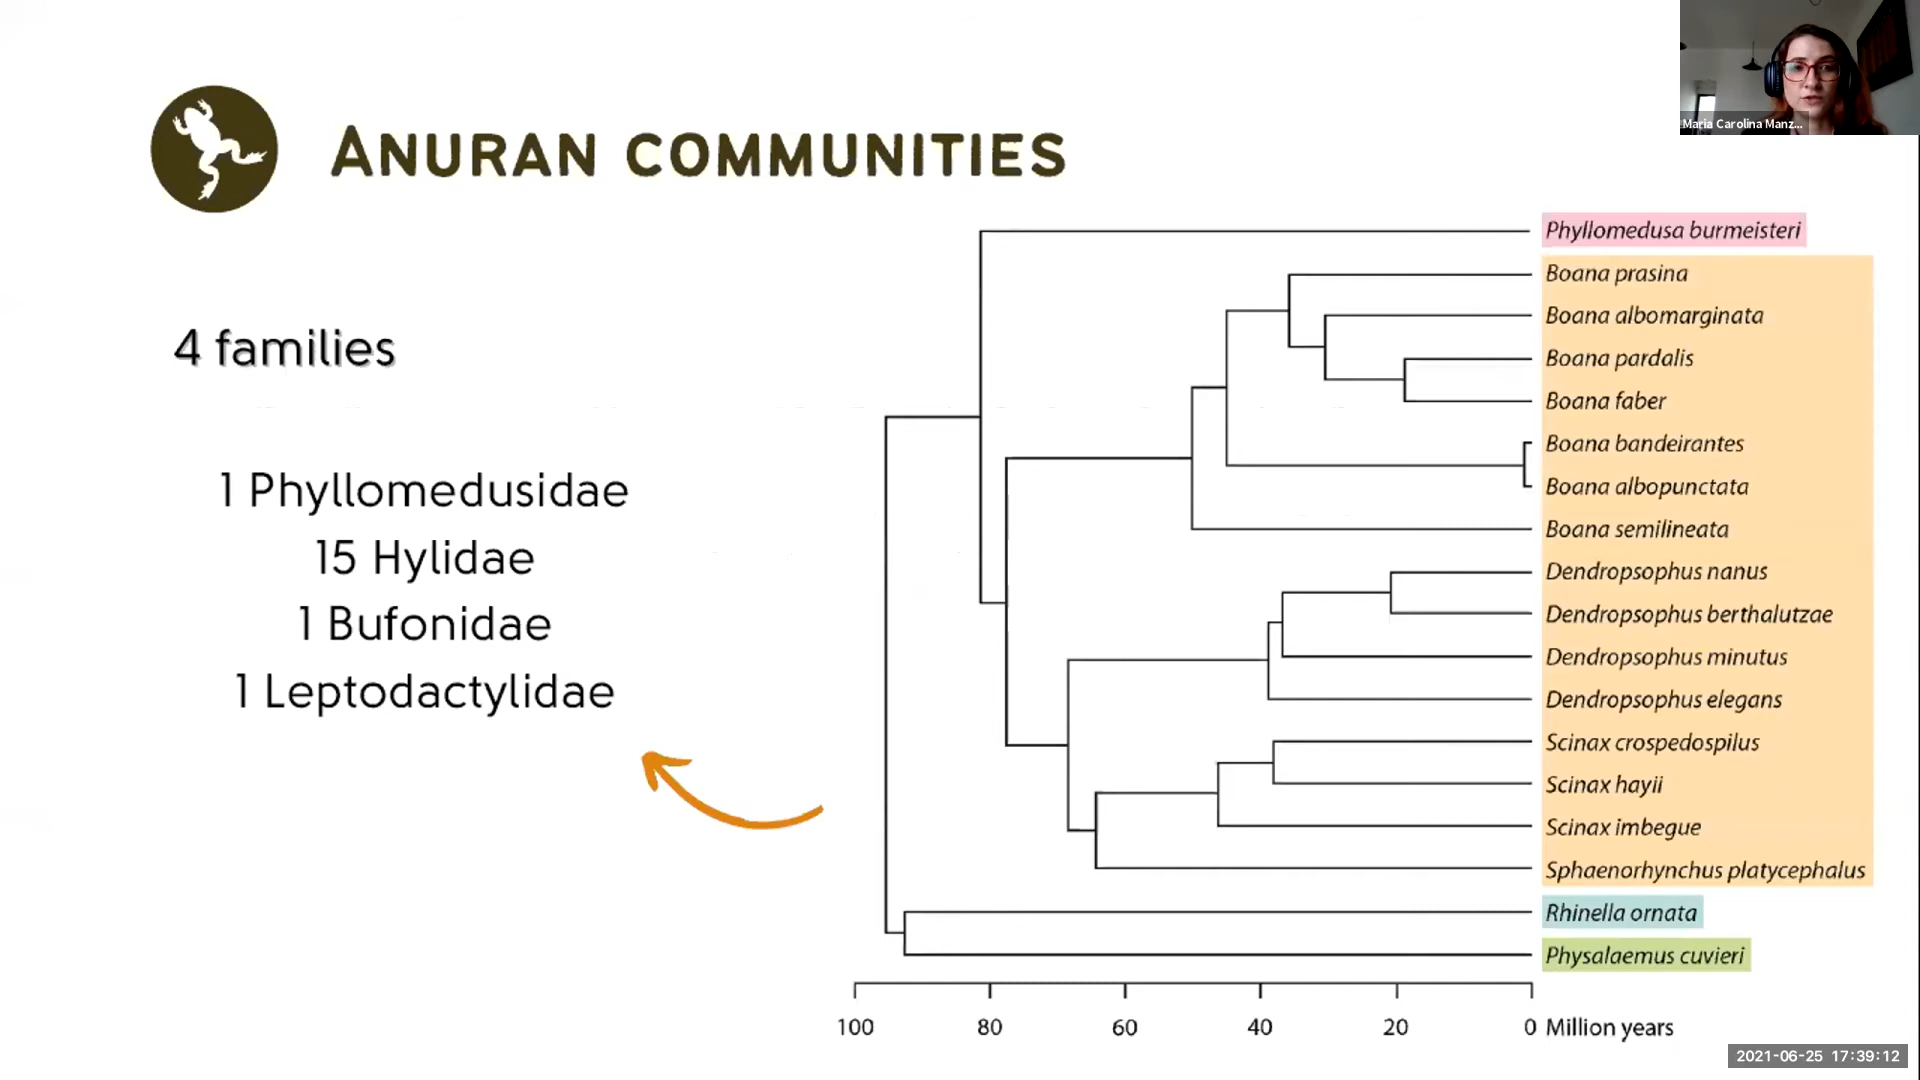 Maria Carolina Manz...
ANURAN COMMUNITIES
4 families
1 Phyllomedusidae
15 Hylidae
1 Bufonidae
1 Leptodactylidae
Phyllomedusa burmeisteri
Boana prasina
Boana albomarginata
Boana pardalis
Boana faber
Boana bandeirantes
Boana albopunctata
Boana semilineata
Dendropsophus nanus
Dendropsophus berthalutzae
Dendropsophus minutus
Dendropsophus elegans
Scinax crospedospilus
Scinax hayii
Scinax imbegue
Sphaenorhynchus platycephalus
Rhinella ornata
Physalaemus cuvieri
100 80 60 40 20 0 Million years
2021-06-25 17:39:12